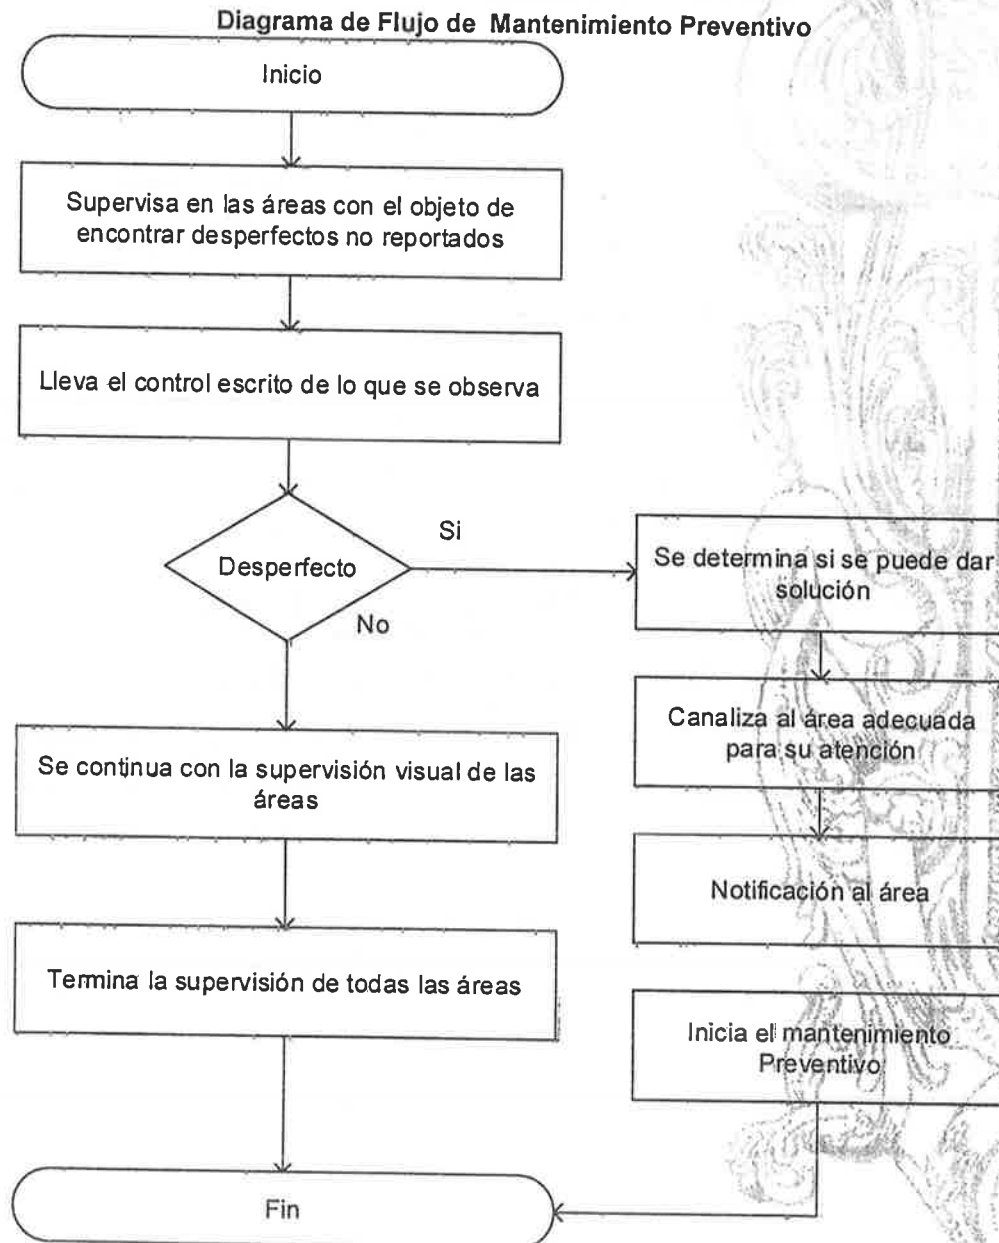 Diagrama de Flujo de Mantenimiento Preventivo
Inicio
Supervisa en las áreas con el objeto de
encontrar desperfectos no reportados
Lleva el control escrito de lo que se observa
Desperfecto
Si
No
Se determina si se puede dar
solución
Canaliza al área adecuada
para su atención
Notificación al área
Inicia el mantenimiento
Preventivo
Se continua con la supervisión visual de las
áreas
Termina la supervisión de todas las áreas
Fin